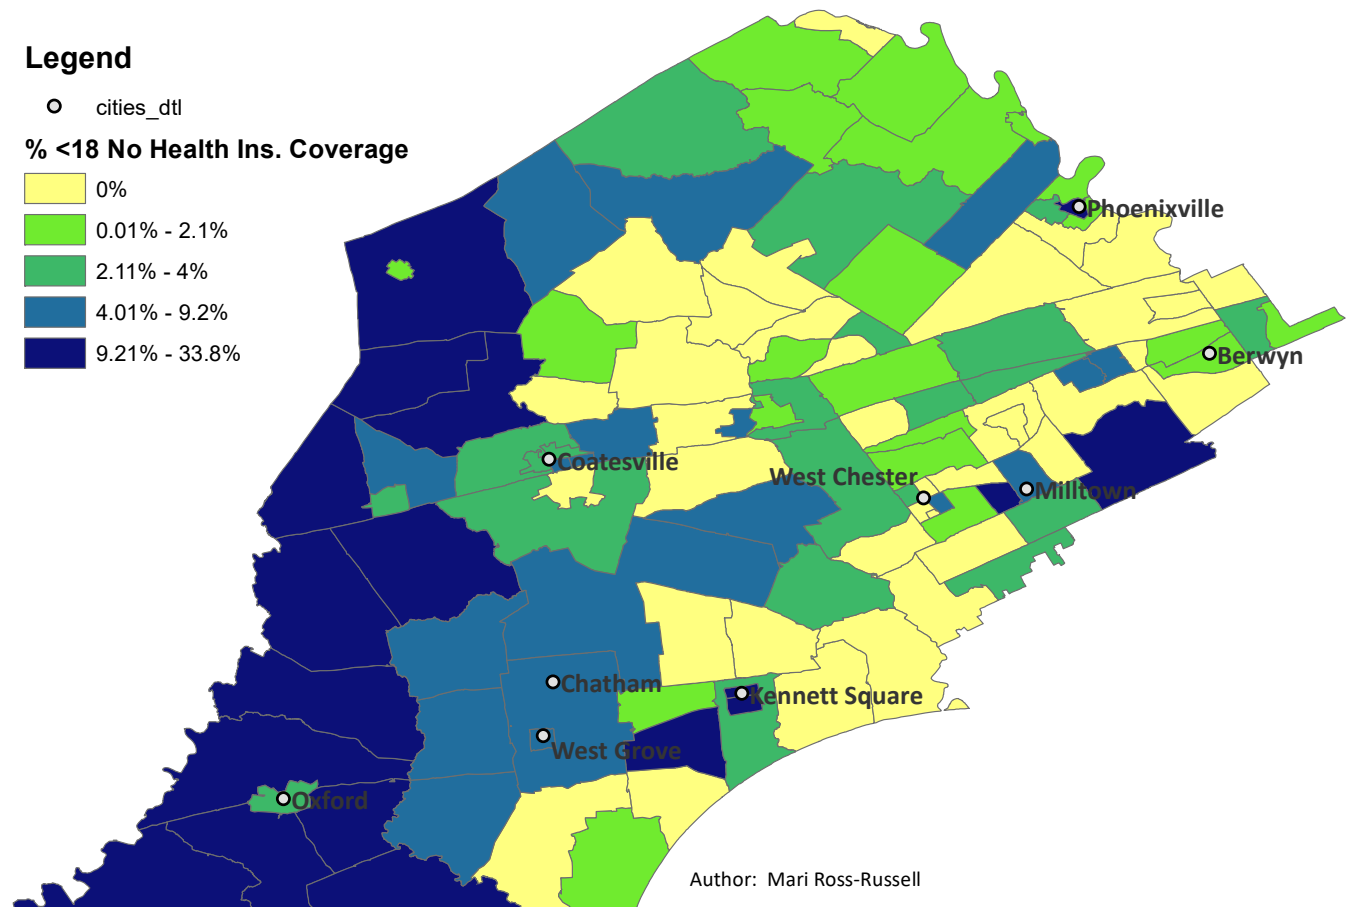 Legend
cities_dtl
% <18 No Health Ins. Coverage
0%
0.01% - 2.1%
2.11% - 4%
4.01% - 9.2%
9.21% - 33.8%
Phoenixville
Berwyn
Coatesville
West Chester
Milltown
Chatham
Kennett Square
West Grove
Oxford
Author:  Mari Ross-Russell